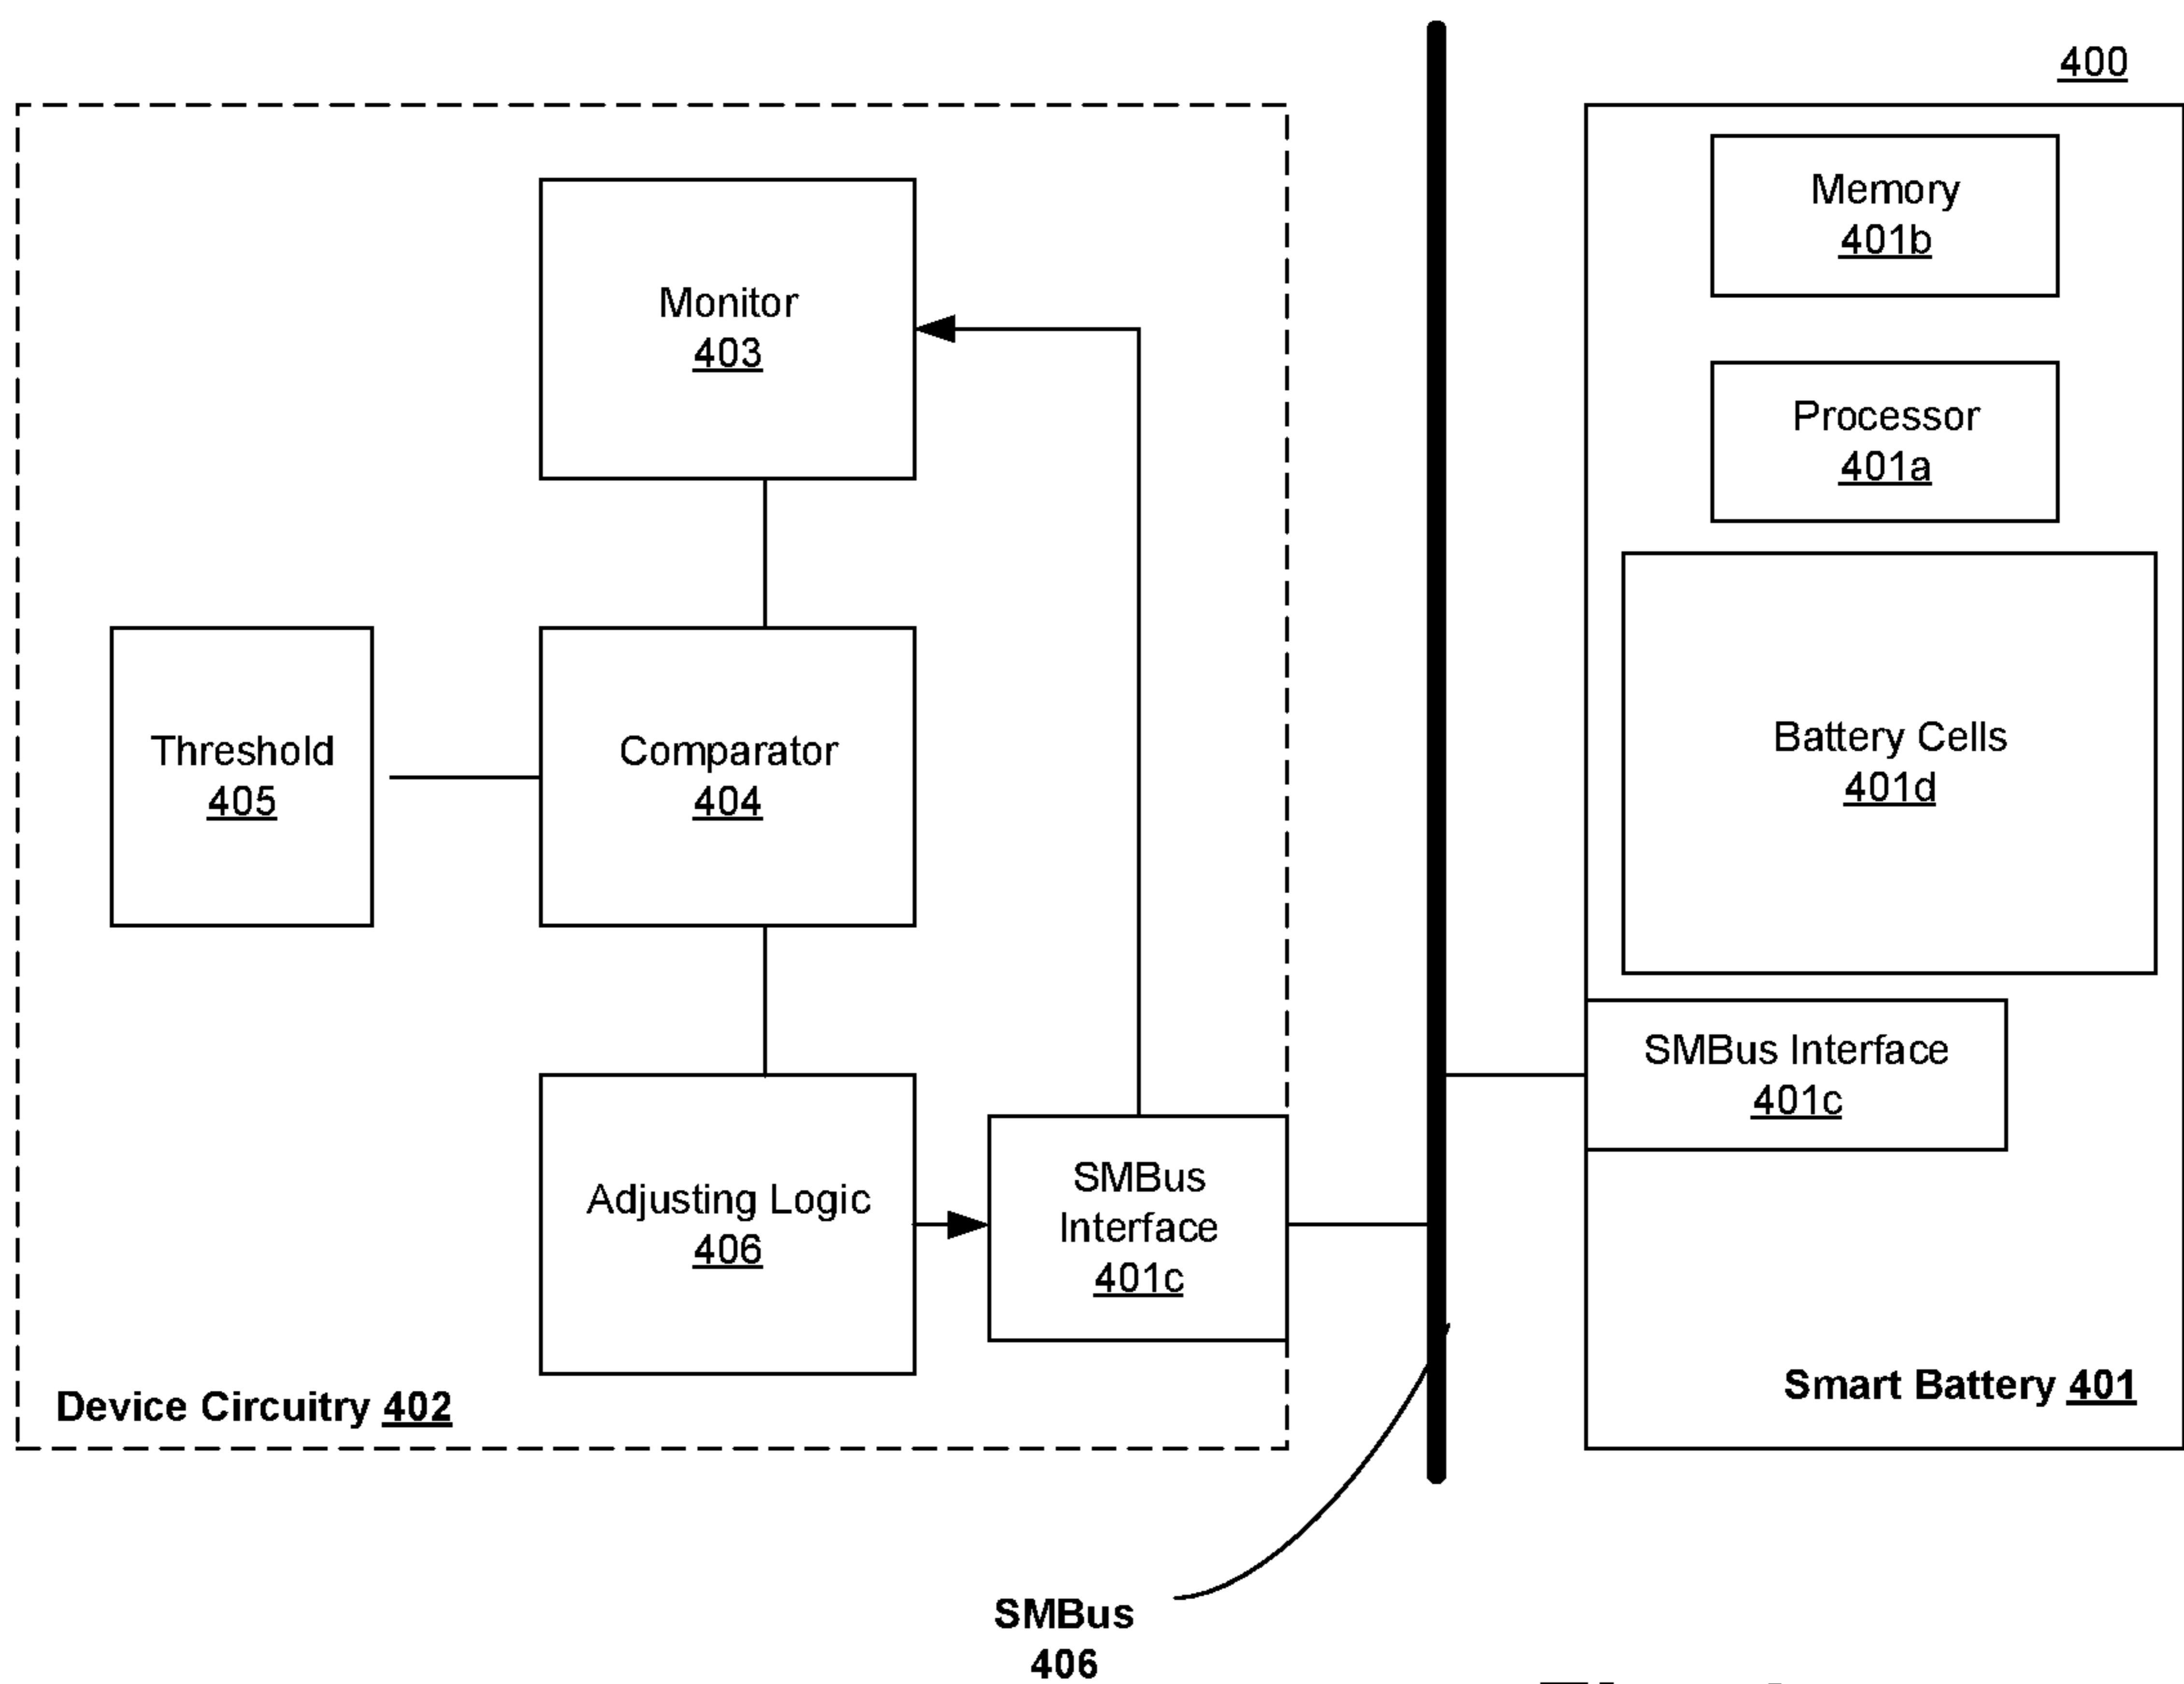 400
Memory
401b
Monitor
403
Processor
401a
Threshold
405
Comparator
404
Battery Cells
401d
SMBus Interface
401c
Adjusting Logic
406
SMBus
Interface
401c
Device Circuitry 402
Smart Battery 401
SMBus
406